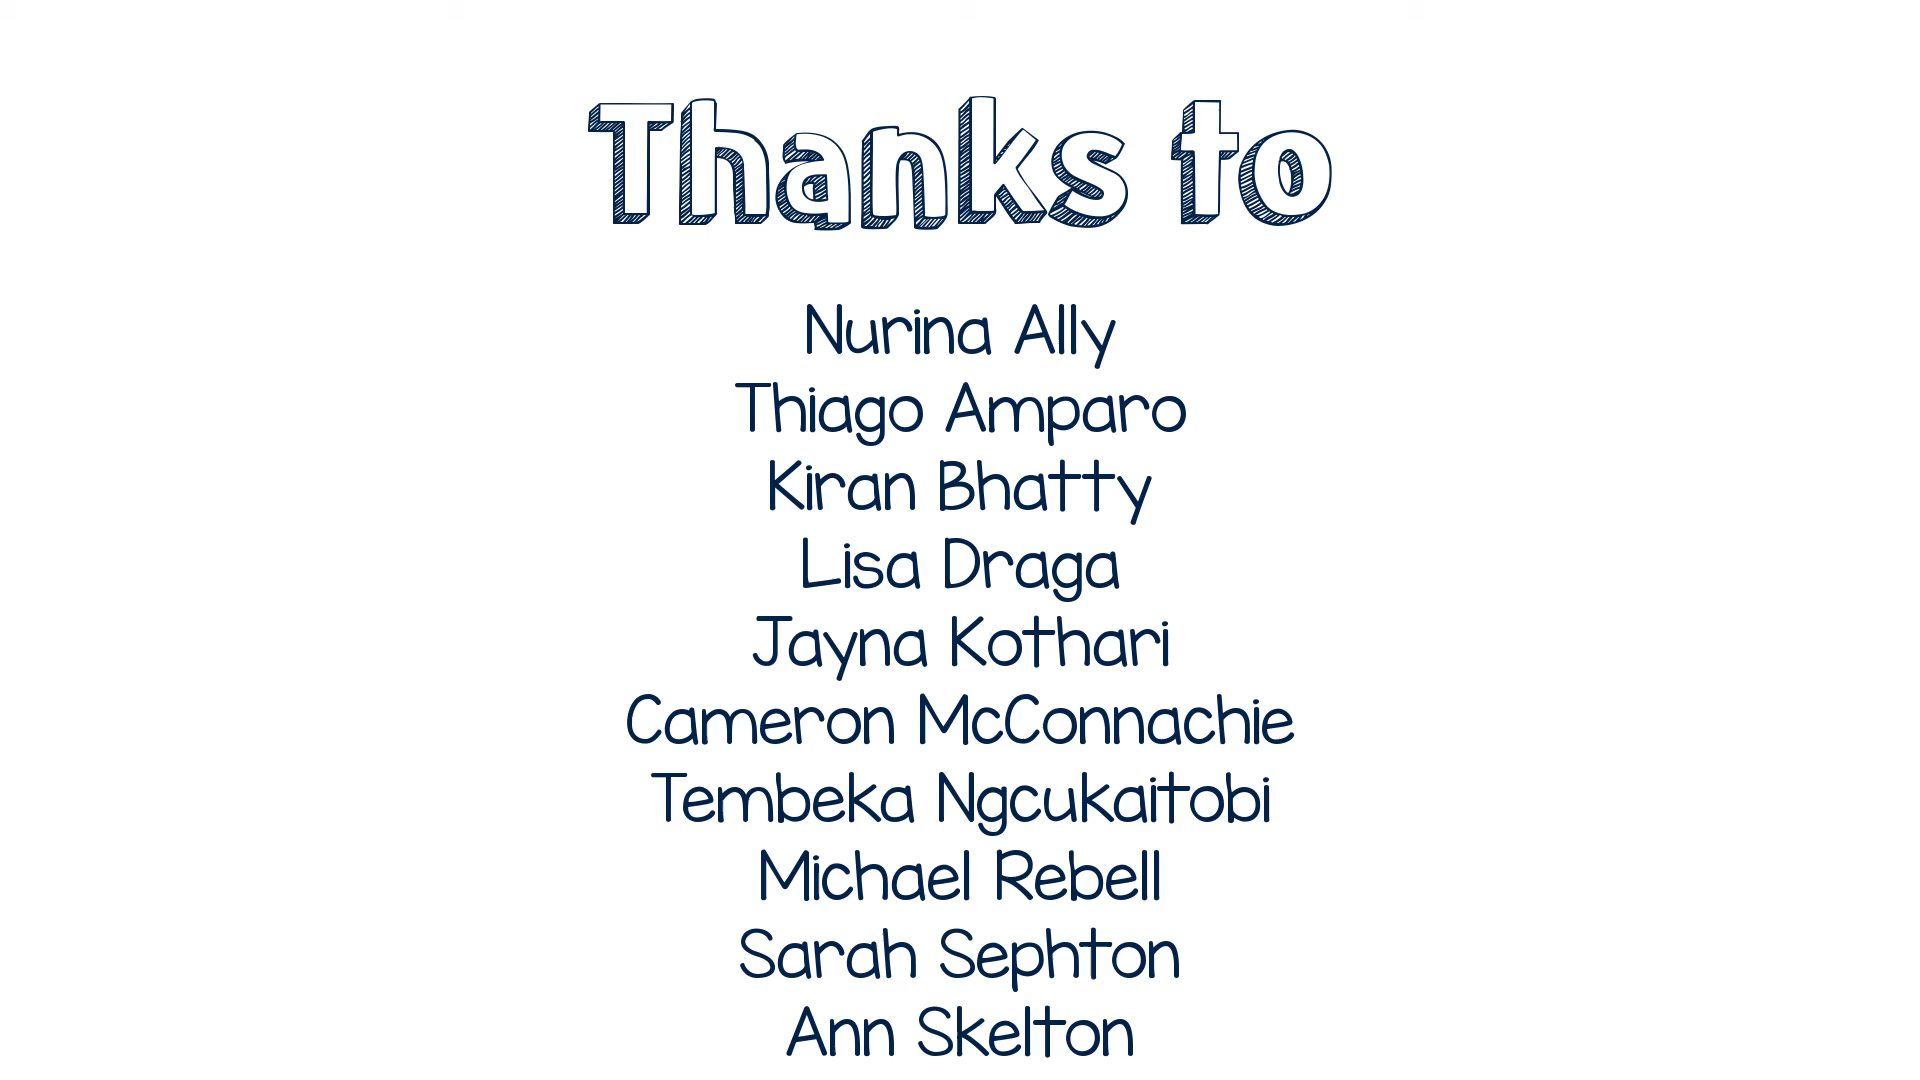 Thanks to
Nurina Ally
Thiago Amparo
Kiran Bhatty
Lisa Draga
Jayna Kothari
Cameron McConnachie
Tembeka Ngcukaitobi
Michael Rebell
Sarah Sephton
Ann Skelton